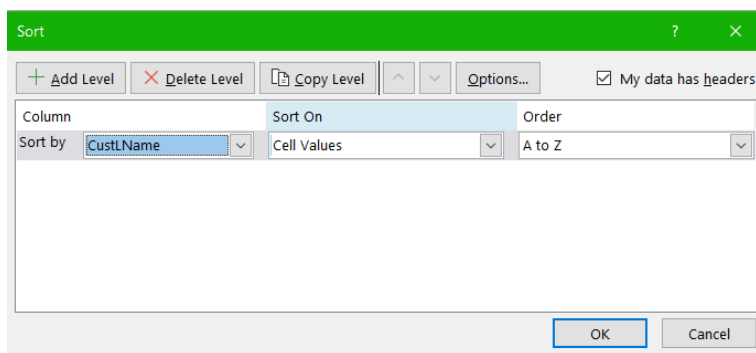 Sort ? ×
Add Level Delete Level Copy Level Options... My data has headers
Column Sort On Order
Sort by CustLName Cell Values A to Z
OK Cancel